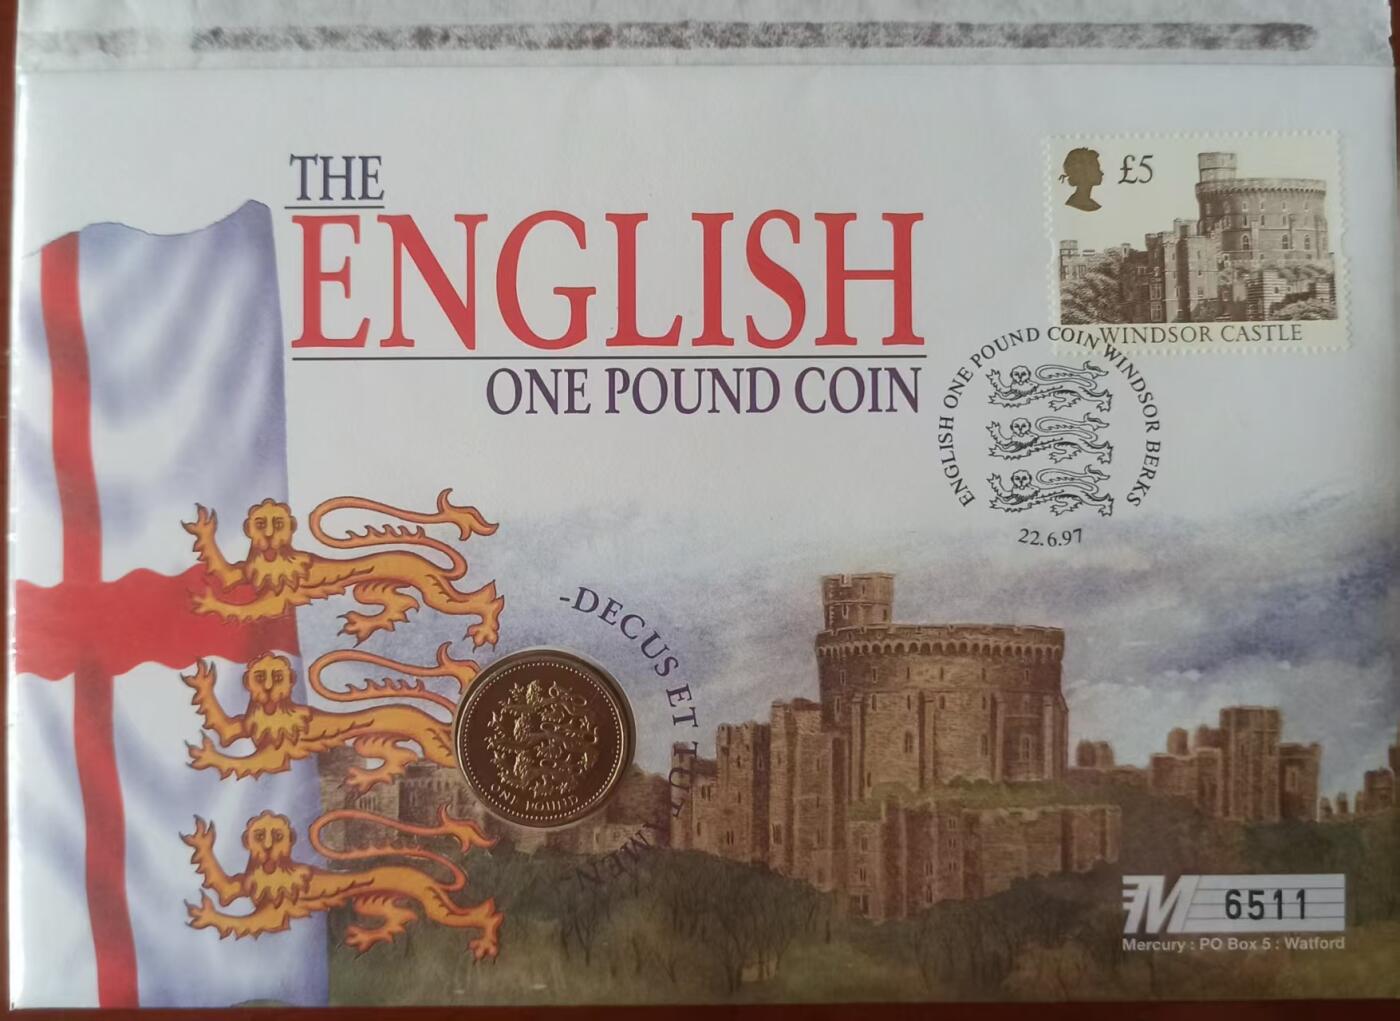 THE
ENGLISH
ONE POUND COIN
£5
WINDSOR CASTLE
ENGLISH ONE POUND COIN WINDSOR BERKS
22.6.97
-DECUS ET TUTAMEN-
ONE POUND
M 6511
Mercury : PO Box 5 : Watford